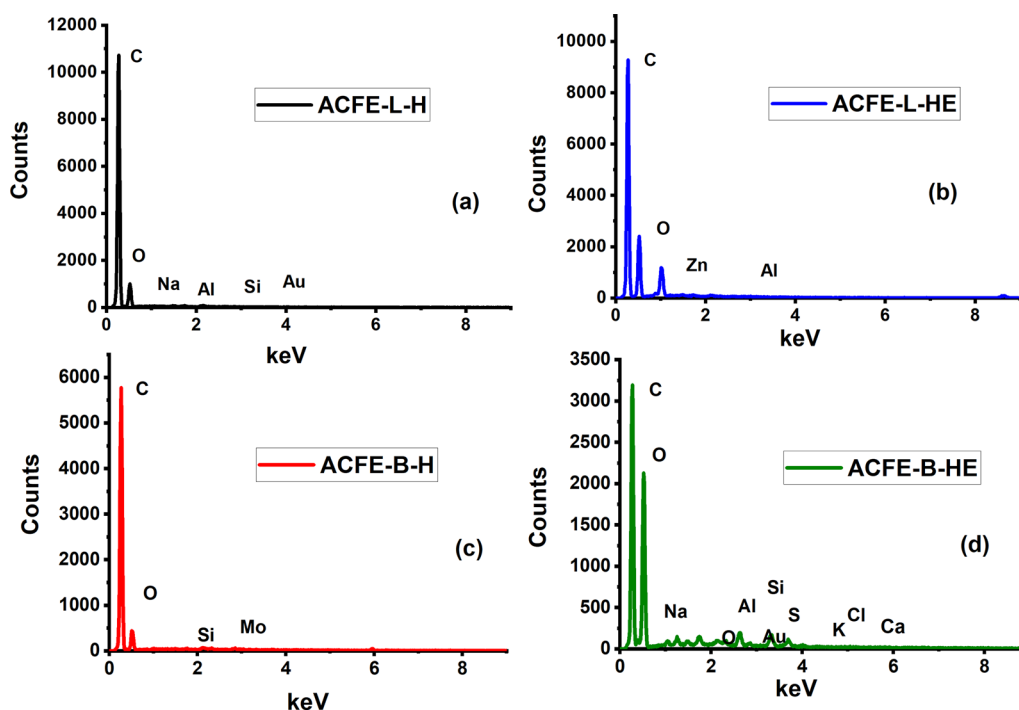 12000
10000
8000
6000
4000
2000
0
Counts
C
O
Na
Al
Si
Au
ACFE-L-H
(a)
0 2 4 6 8
keV
10000
8000
6000
4000
2000
0
Counts
C
O
Zn
Al
ACFE-L-HE
(b)
0 2 4 6 8
keV
6000
5000
4000
3000
2000
1000
0
Counts
C
O
Si
Mo
ACFE-B-H
(c)
0 2 4 6 8
keV
3500
3000
2500
2000
1500
1000
500
0
Counts
C
O
Na
O
Al
Au
Si
S
K
Cl
Ca
ACFE-B-HE
(d)
0 2 4 6 8
keV